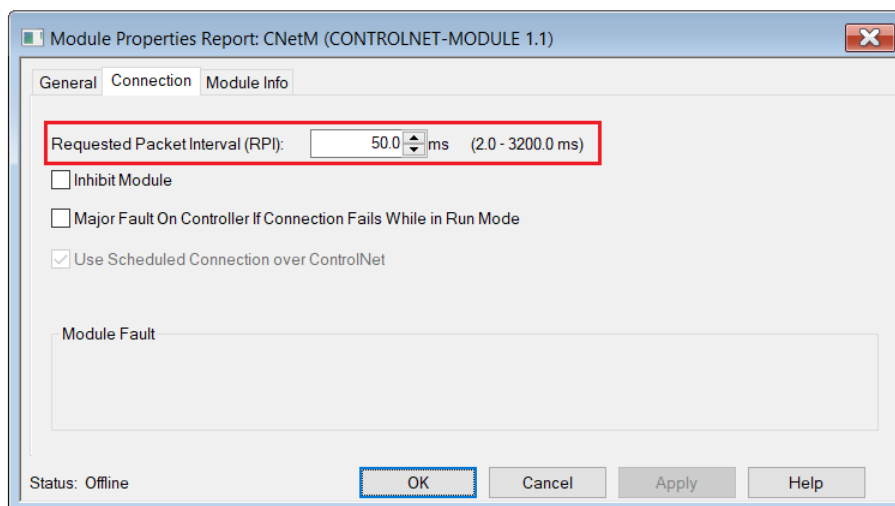 Module Properties Report: CNetM (CONTROLNET-MODULE 1.1)
General Connection Module Info
Requested Packet Interval (RPI): 50.0 ms (2.0 - 3200.0 ms)
Inhibit Module
Major Fault On Controller If Connection Fails While in Run Mode
Use Scheduled Connection over ControlNet
Module Fault
Status: Offline OK Cancel Apply Help